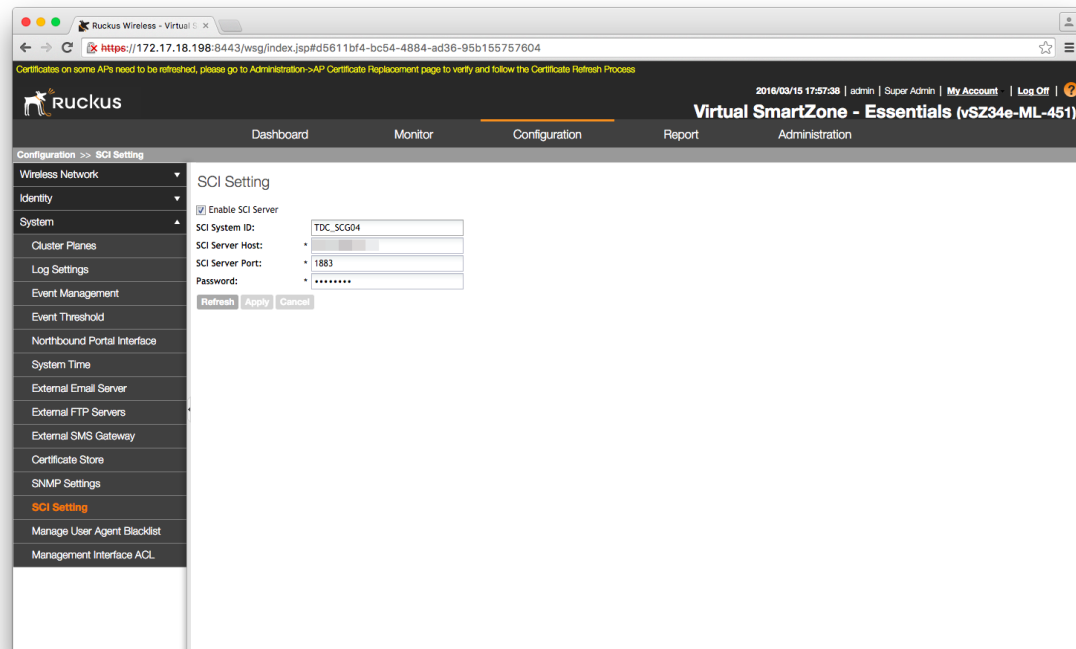 Ruckus Wireless - Virtual S
https://172.17.18.198:8443/wsg/index.jsp#d5611bf4-bc54-4884-ad36-95b155757604
Certificates on some APs need to be refreshed, please go to Administration->AP Certificate Replacement page to verify and follow the Certificate Refresh Process
Ruckus
2016/03/15 17:57:38 | admin | Super Admin | My Account | Log Off | ?
Virtual SmartZone - Essentials (vSZ34e-ML-451)
Dashboard Monitor Configuration Report Administration
Configuration >> SCI Setting
Wireless Network
Identity
System
Cluster Planes
Log Settings
Event Management
Event Threshold
Northbound Portal Interface
System Time
External Email Server
External FTP Servers
External SMS Gateway
Certificate Store
SNMP Settings
SCI Setting
Manage User Agent Blacklist
Management Interface ACL
SCI Setting
Enable SCI Server
SCI System ID: TDC_SCG04
SCI Server Host: *
SCI Server Port: * 1883
Password: * ••••••••
Refresh Apply Cancel